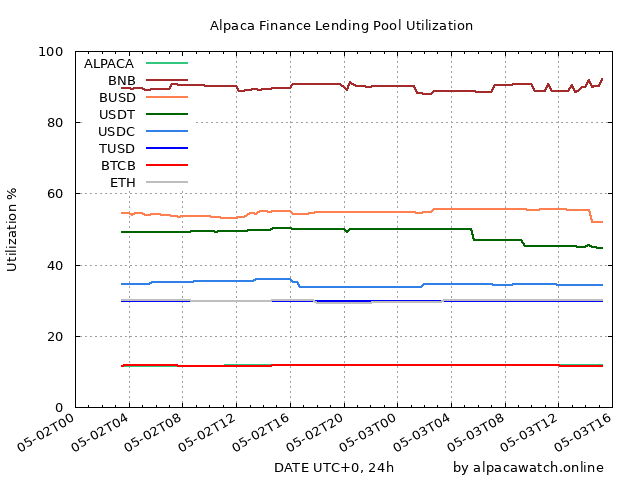 Alpaca Finance Lending Pool Utilization
100
80
60
40
20
0
Utilization %
ALPACA
BNB
BUSD
USDT
USDC
TUSD
BTCB
ETH
05-02T00
05-02T04
05-02T08
05-02T12
05-02T16
05-02T20
05-03T00
05-03T04
05-03T08
05-03T12
05-03T16
DATE UTC+0, 24h
by alpacawatch.online